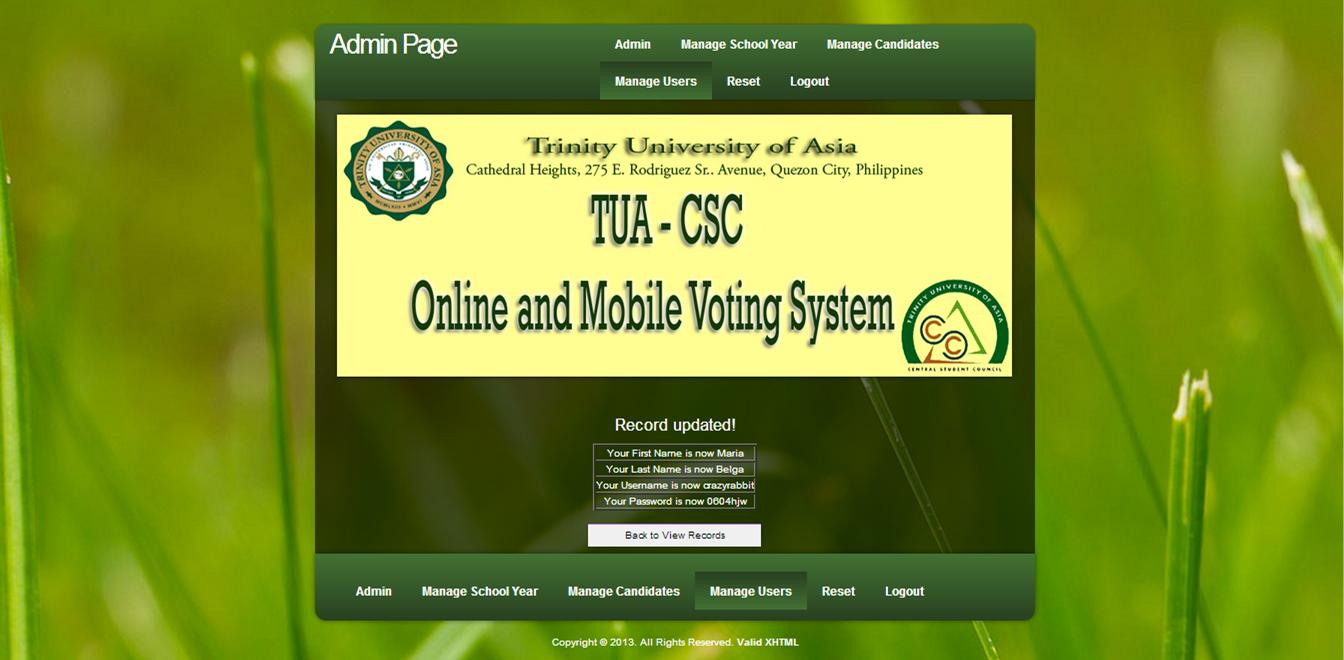 Admin Page
Admin Manage School Year Manage Candidates
Manage Users Reset Logout
TRINITY UNIVERSITY OF ASIA
Trinity University of Asia
Cathedral Heights, 275 E. Rodriguez Sr.. Avenue, Quezon City, Philippines
TUA - CSC
Online and Mobile Voting System
TRINITY UNIVERSITY OF ASIA
CSC
CENTRAL STUDENT COUNCIL
Record updated!
Your First Name is now Maria
Your Last Name is now Belga
Your Username is now crazyrabbit
Your Password is now 0604hjw
Back to View Records
Admin Manage School Year Manage Candidates Manage Users Reset Logout
Copyright © 2013. All Rights Reserved. Valid XHTML